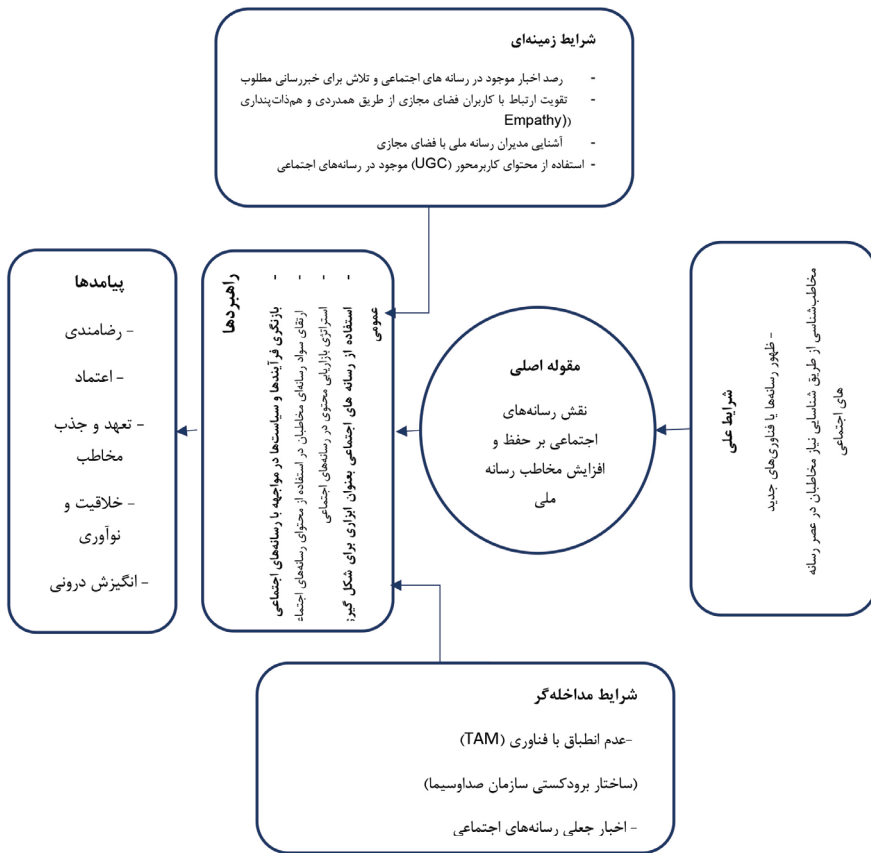 شرایط زمینه‌ای
- رصد اخبار موجود در رسانه های اجتماعی و تلاش برای خبررسانی مطلوب
- تقویت ارتباط با کاربران فضای مجازی از طریق همدردی و هم‌ذات‌پنداری
((Empathy
- آشنایی مدیران رسانه ملی با فضای مجازی
- استفاده از محتوای کاربرمحور (UGC) موجود در رسانه‌های اجتماعی
شرایط علی
- ظهور رسانه‌ها یا فناوری‌های جدید
مخاطب‌شناسی از طریق شناسایی نیاز مخاطبان در عصر رسانه
های اجتماعی
مقوله اصلی
نقش رسانه‌های
اجتماعی بر حفظ و
افزایش مخاطب رسانه
ملی
راهبردها
- بازنگری فرآیندها و سیاست‌ها در مواجهه با رسانه‌های اجتماعی
- ارتقای سواد رسانه‌ای مخاطبان در استفاده از محتوای رسانه‌های اجتماء
- استراتژی بازاریابی محتوی در رسانه‌های اجتماعی
- استفاده از رسانه های اجتماعی بعنوان ابزاری برای شکل گیر:
عمومی
پیامدها
- رضامندی
- اعتماد
- تعهد و جذب
مخاطب
- خلاقیت و
نوآوری
- انگیزش درونی
شرایط مداخله‌گر
-عدم انطباق با فناوری (TAM)
(ساختار برودکستی سازمان صداوسیما)
- اخبار جعلی رسانه‌های اجتماعی